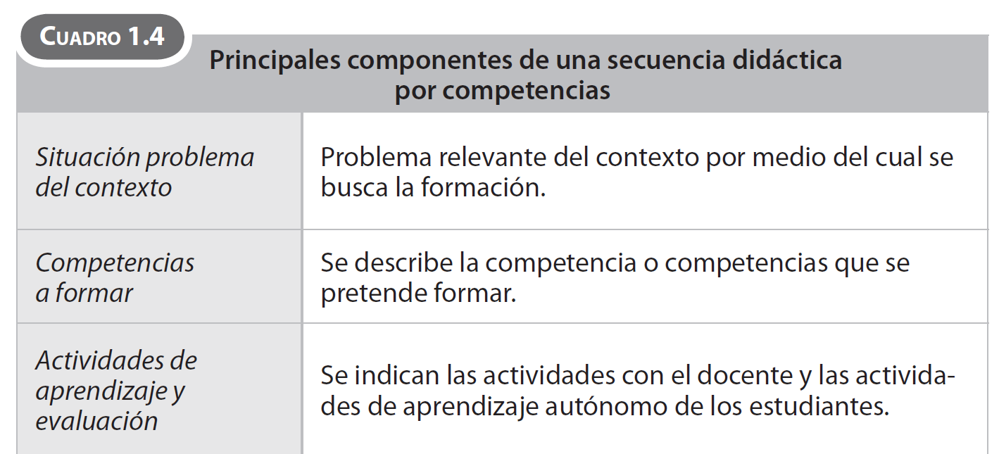 CUADRO 1.4
Principales componentes de una secuencia didáctica
por competencias
Situación problema
del contexto
Problema relevante del contexto por medio del cual se
busca la formación.
Competencias
a formar
Se describe la competencia o competencias que se
pretende formar.
Actividades de
aprendizaje y
evaluación
Se indican las actividades con el docente y las activida-
des de aprendizaje autónomo de los estudiantes.